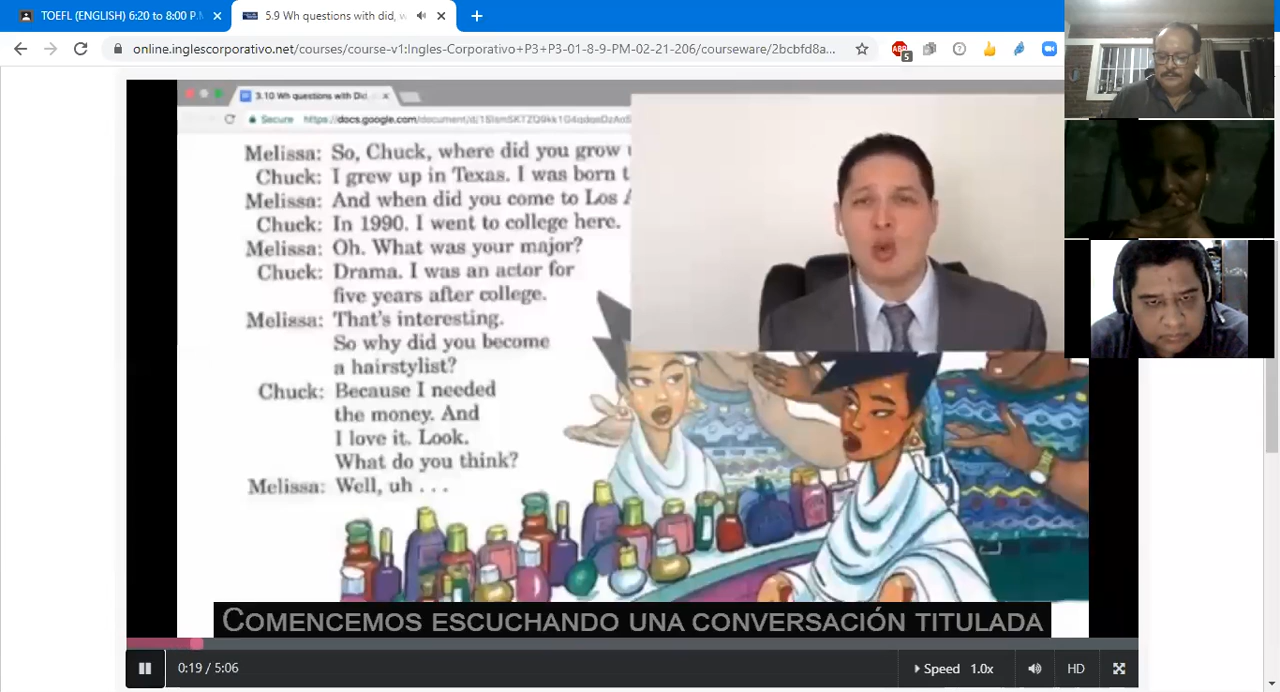 TOEFL (ENGLISH) 6:20 to 8:00 P.M
5.9 Wh questions with did, w
online.inglescorporativo.net/courses/course-v1:Ingles-Corporativo+P3+P3-01-8-9-PM-02-21-206/courseware/2bcbfd8a...
ABP
5
3.10 Wh questions with Did,
Secure
Melissa: So, Chuck, where did you grow
Chuck: I grew up in Texas. I was born
Melissa: And when did you come to Los
Chuck: In 1990. I went to college here.
Melissa: Oh. What was your major?
Chuck: Drama. I was an actor for
five years after college.
Melissa: That's interesting.
So why did you become
a hairstylist?
Chuck: Because I needed
the money. And
I love it. Look.
What do you think?
Melissa: Well, uh . . .
COMENCEMOS ESCUCHANDO UNA CONVERSACIÓN TITULADA
0:19 / 5:06
Speed 1.0x
HD